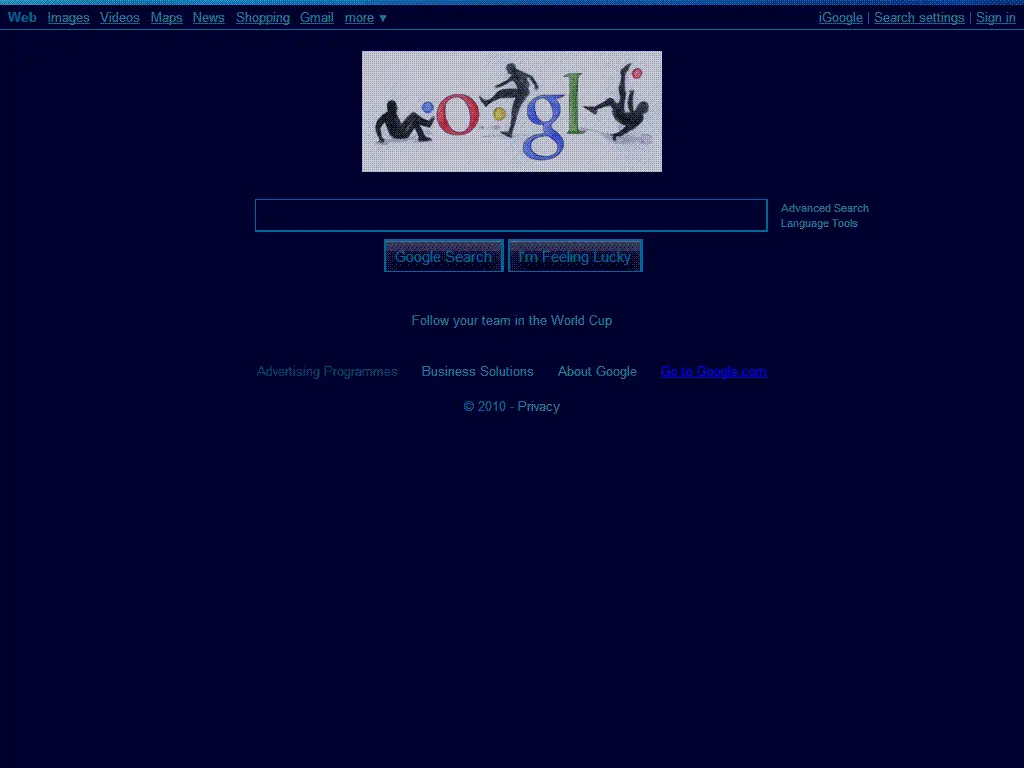 Web Images Videos Maps News Shopping Gmail more ▼ iGoogle | Search settings | Sign in
Google
Advanced Search
Language Tools
Google Search I'm Feeling Lucky
Follow your team in the World Cup
Advertising Programmes Business Solutions About Google Go to Google.com
© 2010 - Privacy